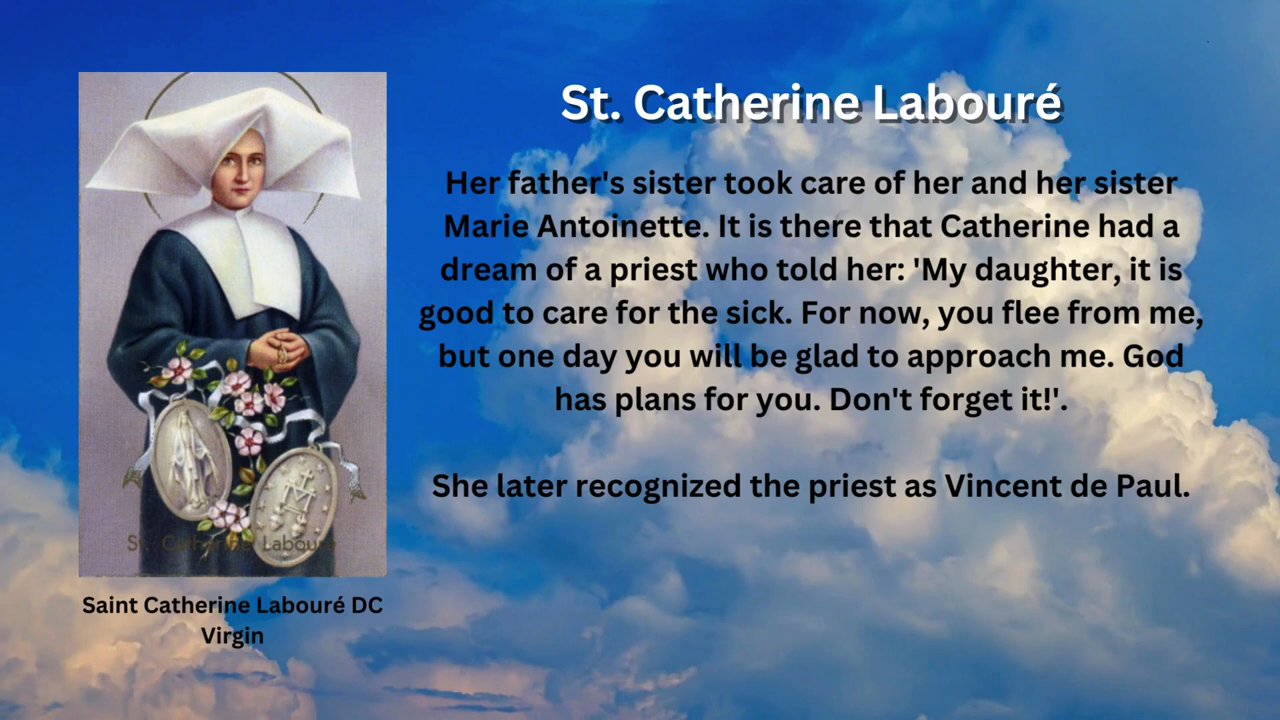 St. Catherine Labouré
Her father's sister took care of her and her sister
Marie Antoinette. It is there that Catherine had a
dream of a priest who told her: 'My daughter, it is
good to care for the sick. For now, you flee from me,
but one day you will be glad to approach me. God
has plans for you. Don't forget it!'.
She later recognized the priest as Vincent de Paul.
St. Catherine Labouré
Saint Catherine Labouré DC
Virgin